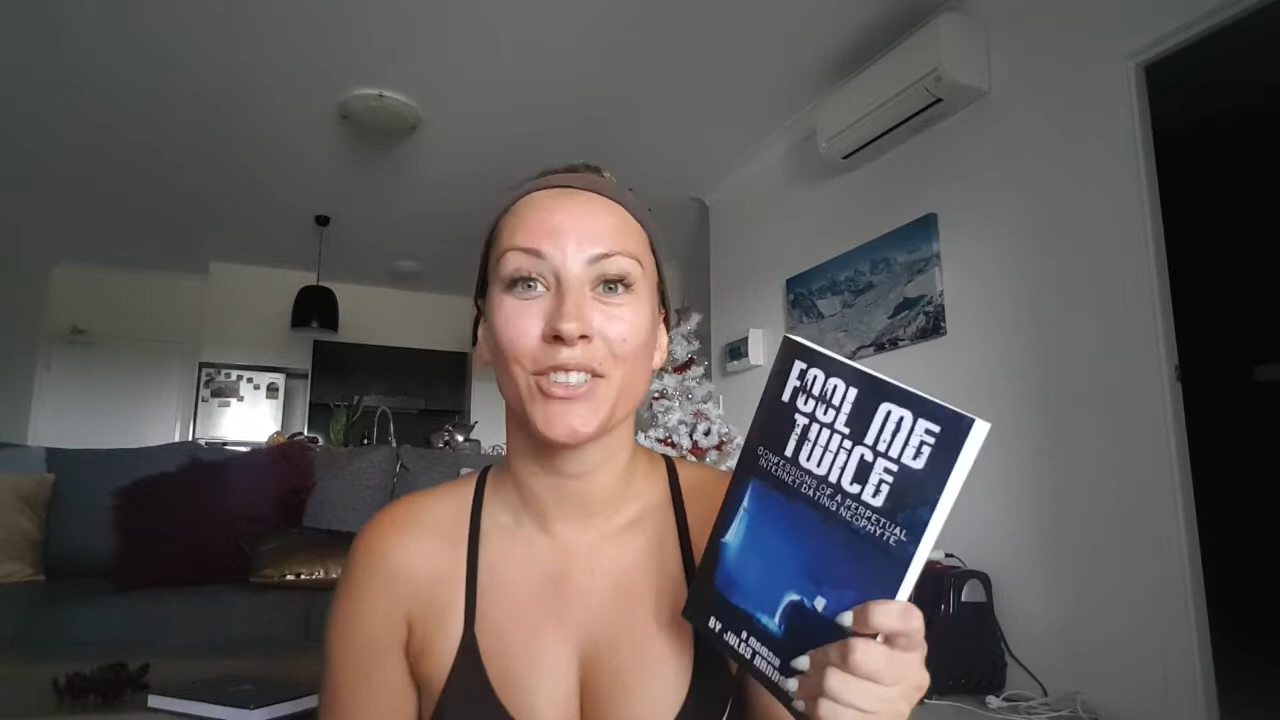 FOOL ME
TWICE
CONFESSIONS OF A PERPETUAL
INTERNET DATING NEOPHYTE
A MEMOIR
BY JULES